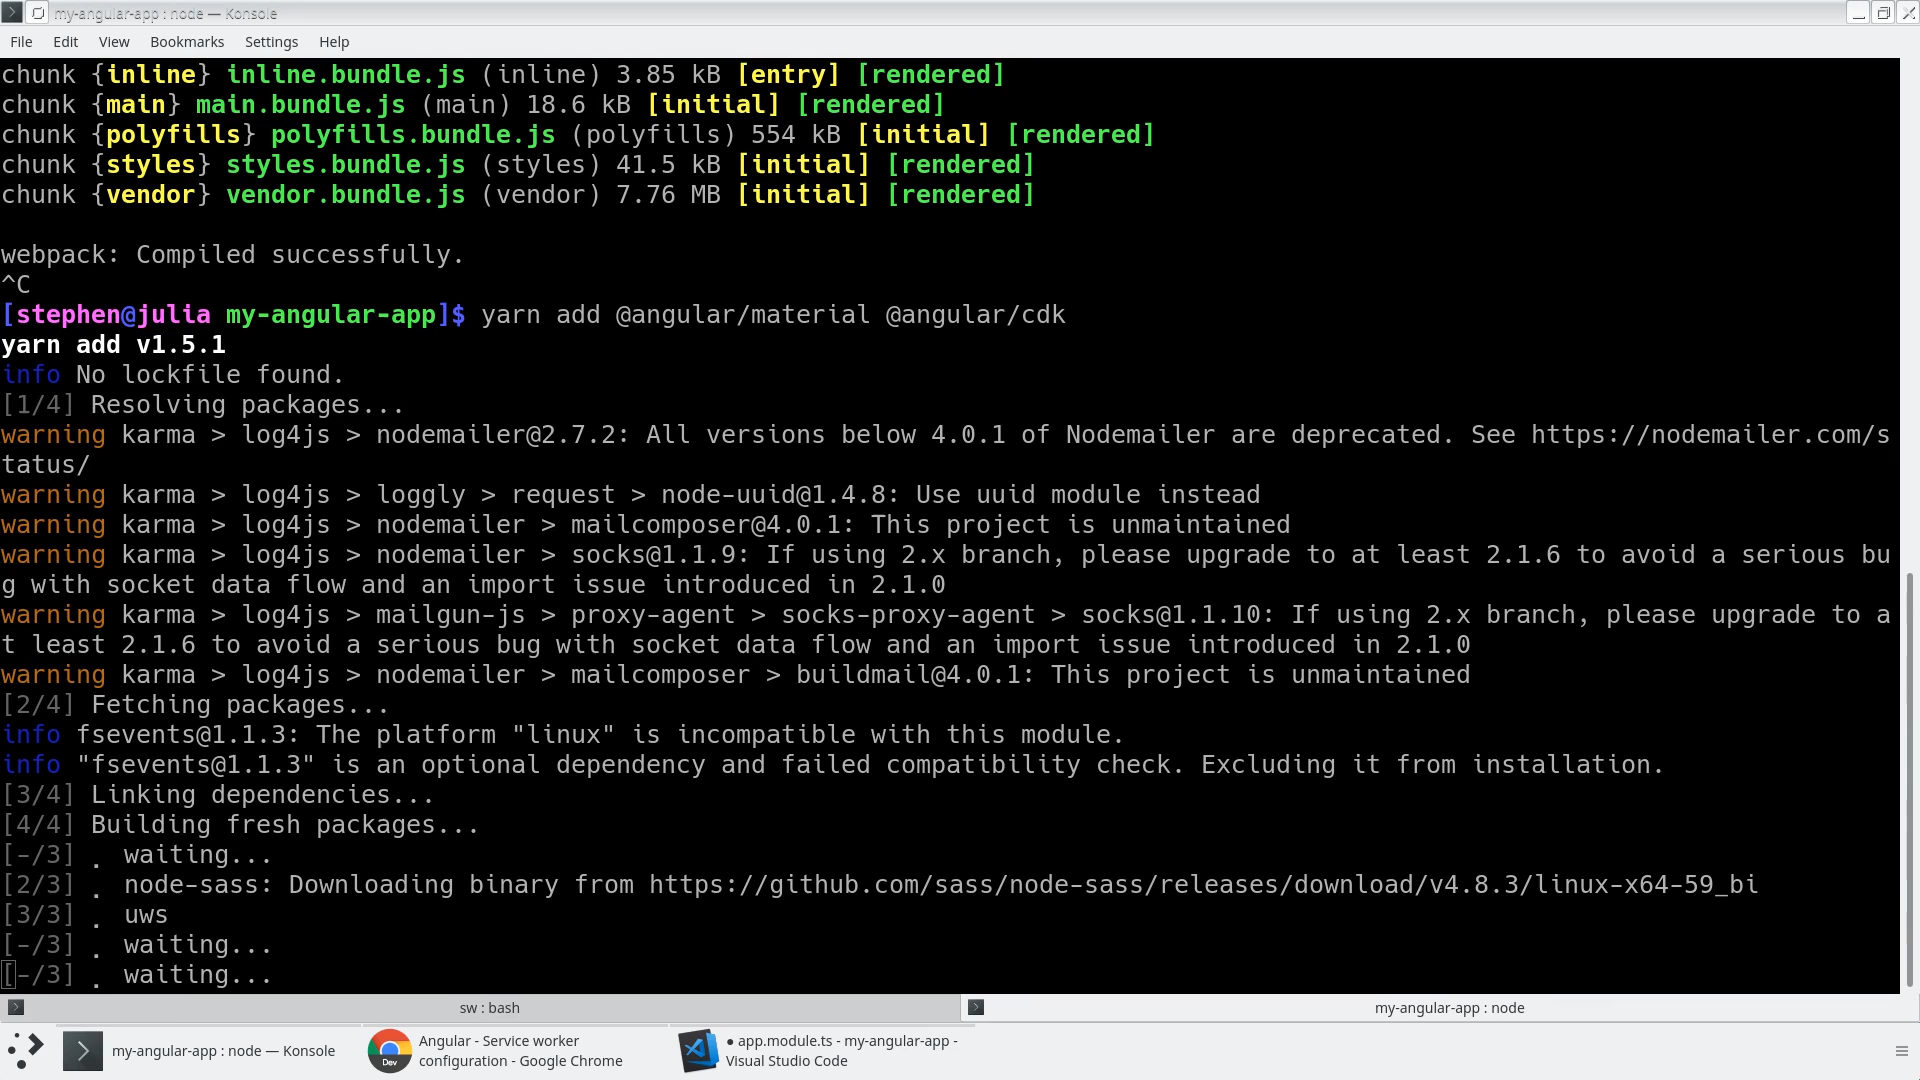 my-angular-app : node — Konsole
File Edit View Bookmarks Settings Help
chunk {inline} inline.bundle.js (inline) 3.85 kB [entry] [rendered]
chunk {main} main.bundle.js (main) 18.6 kB [initial] [rendered]
chunk {polyfills} polyfills.bundle.js (polyfills) 554 kB [initial] [rendered]
chunk {styles} styles.bundle.js (styles) 41.5 kB [initial] [rendered]
chunk {vendor} vendor.bundle.js (vendor) 7.76 MB [initial] [rendered]
webpack: Compiled successfully.
^C
[stephen@julia my-angular-app]$ yarn add @angular/material @angular/cdk
yarn add v1.5.1
info No lockfile found.
[1/4] Resolving packages...
warning karma > log4js > nodemailer@2.7.2: All versions below 4.0.1 of Nodemailer are deprecated. See https://nodemailer.com/s
tatus/
warning karma > log4js > loggly > request > node-uuid@1.4.8: Use uuid module instead
warning karma > log4js > nodemailer > mailcomposer@4.0.1: This project is unmaintained
warning karma > log4js > nodemailer > socks@1.1.9: If using 2.x branch, please upgrade to at least 2.1.6 to avoid a serious bu
g with socket data flow and an import issue introduced in 2.1.0
warning karma > log4js > mailgun-js > proxy-agent > socks-proxy-agent > socks@1.1.10: If using 2.x branch, please upgrade to a
t least 2.1.6 to avoid a serious bug with socket data flow and an import issue introduced in 2.1.0
warning karma > log4js > nodemailer > mailcomposer > buildmail@4.0.1: This project is unmaintained
[2/4] Fetching packages...
info fsevents@1.1.3: The platform "linux" is incompatible with this module.
info "fsevents@1.1.3" is an optional dependency and failed compatibility check. Excluding it from installation.
[3/4] Linking dependencies...
[4/4] Building fresh packages...
[-/3] . waiting...
[2/3] . node-sass: Downloading binary from https://github.com/sass/node-sass/releases/download/v4.8.3/linux-x64-59_bi
[3/3] . uws
[-/3] . waiting...
[-/3] . waiting...
sw : bash
my-angular-app : node
my-angular-app : node — Konsole
Dev
Angular - Service worker
configuration - Google Chrome
● app.module.ts - my-angular-app -
Visual Studio Code